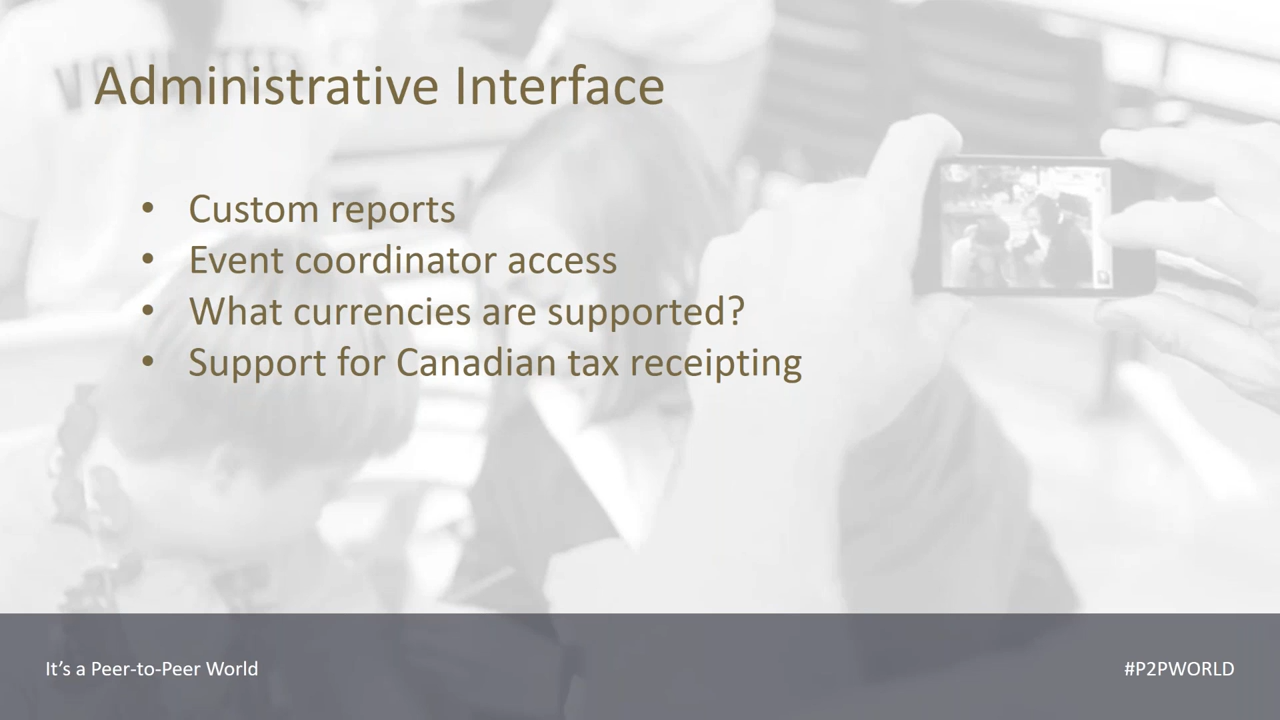 Administrative Interface
• Custom reports
• Event coordinator access
• What currencies are supported?
• Support for Canadian tax receipting
It's a Peer-to-Peer World
#P2PWORLD